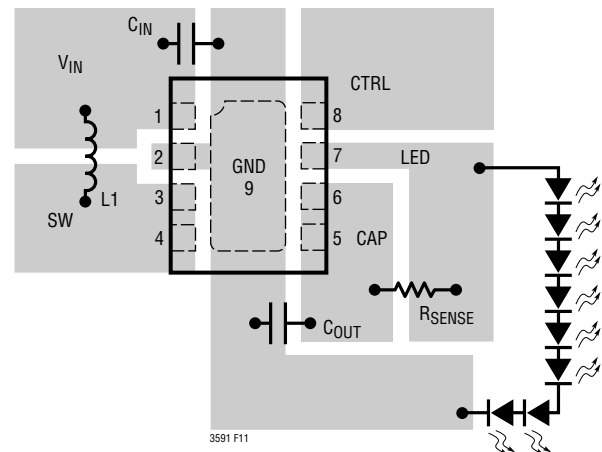 CIN
VIN
CTRL
1
8
2
7
LED
GND
9
L1
3
6
SW
4
5
CAP
RSENSE
COUT
3591 F11